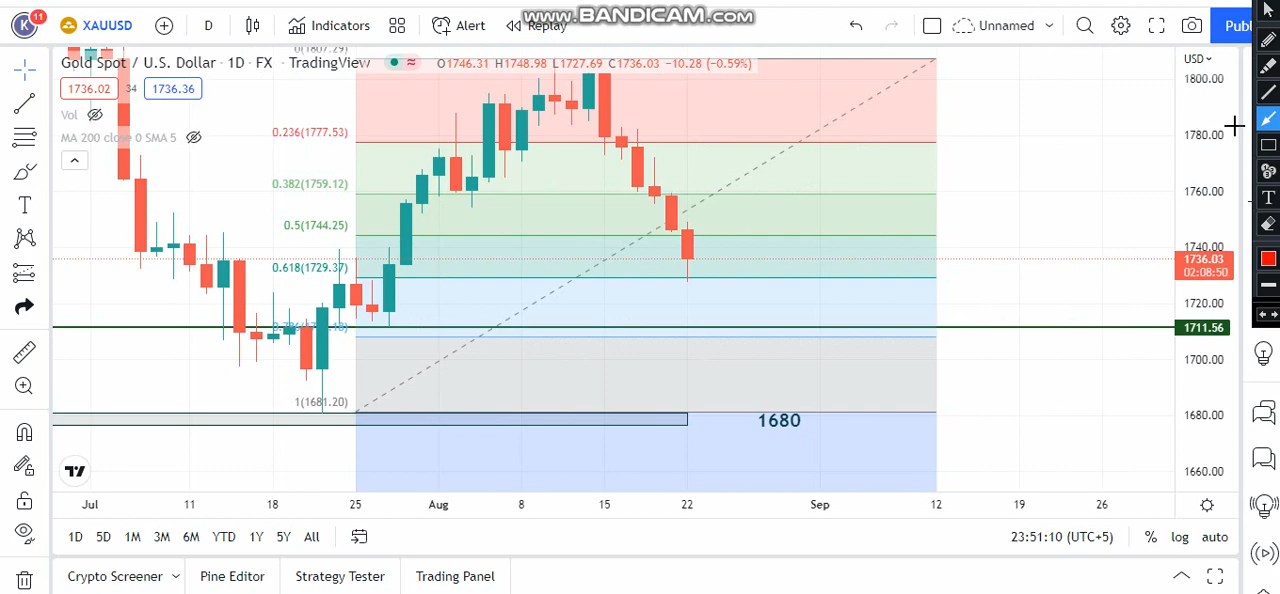 www.BANDICAM.com
K 11 XAUUSD D Indicators Alert Replay Unnamed Publ
0(1807.29)
Gold Spot / U.S. Dollar · 1D · FX · TradingView O1746.31 H1748.98 L1727.69 C1736.03 −10.28 (−0.59%)
USD
1736.02 34 1736.36
Vol
MA 200 close 0 SMA 5
1800.00
1780.00
1760.00
1740.00
1736.03
02:08:50
1720.00
1711.56
1700.00
1680.00
1660.00
0.236(1777.53)
0.382(1759.12)
0.5(1744.25)
0.618(1729.37)
1(1681.20)
1680
Jul 11 18 25 Aug 8 15 22 Sep 12 19 26
1D 5D 1M 3M 6M YTD 1Y 5Y All 23:51:10 (UTC+5) % log auto
Crypto Screener Pine Editor Strategy Tester Trading Panel